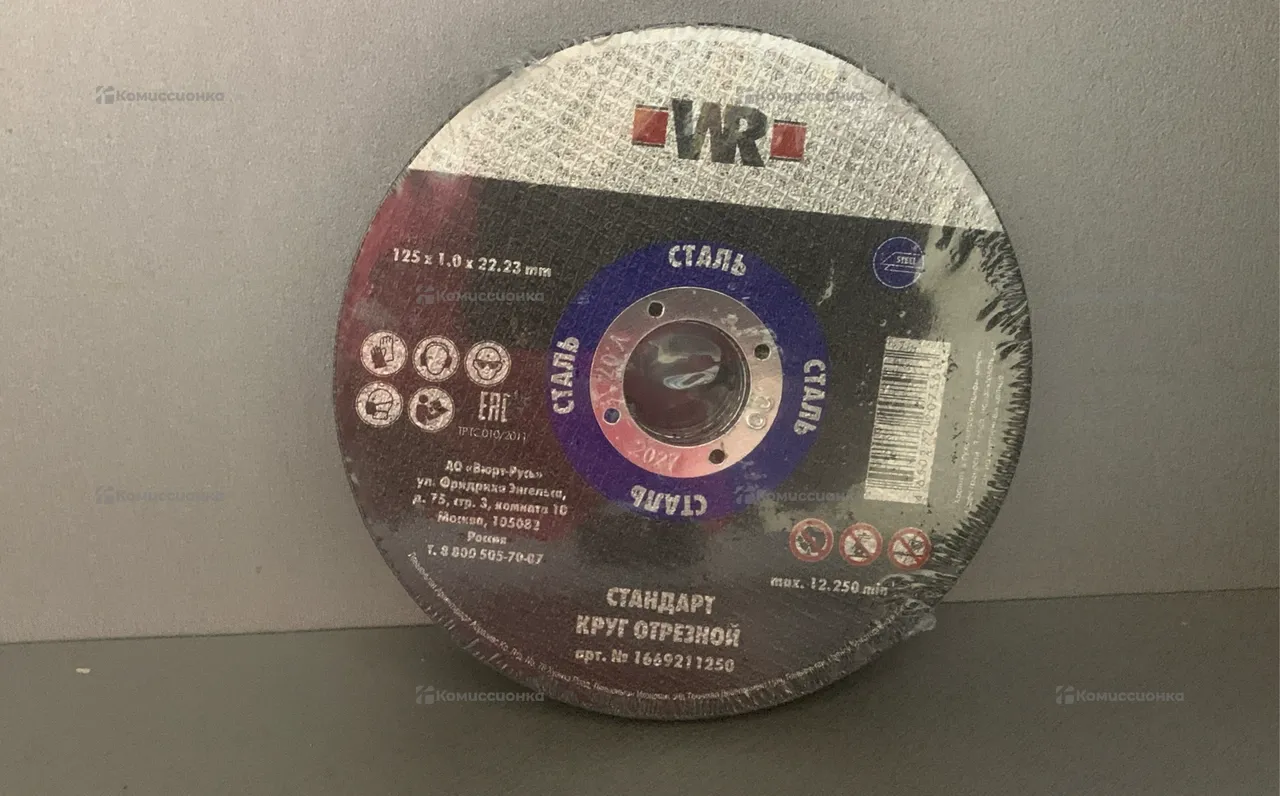 WR
125 x 1.0 x 22.23 mm
СТАЛЬ
СТАЛЬ
СТАЛЬ
СТАЛЬ
STEEL
2027
EAC
ТР ТС 010/2011
АО «Вюрт-Русь»
ул. Фридриха Энгельса,
д. 75, стр. 3, комната 10
Москва, 105082
Россия
Т. 8 800 505-70-07
max. 12.250 min
СТАНДАРТ
КРУГ ОТРЕЗНОЙ
арт. № 1669211250
Комиссионка
Комиссионка
Комиссионка
Комиссионка
Комиссионка
Комиссионка
Комиссионка